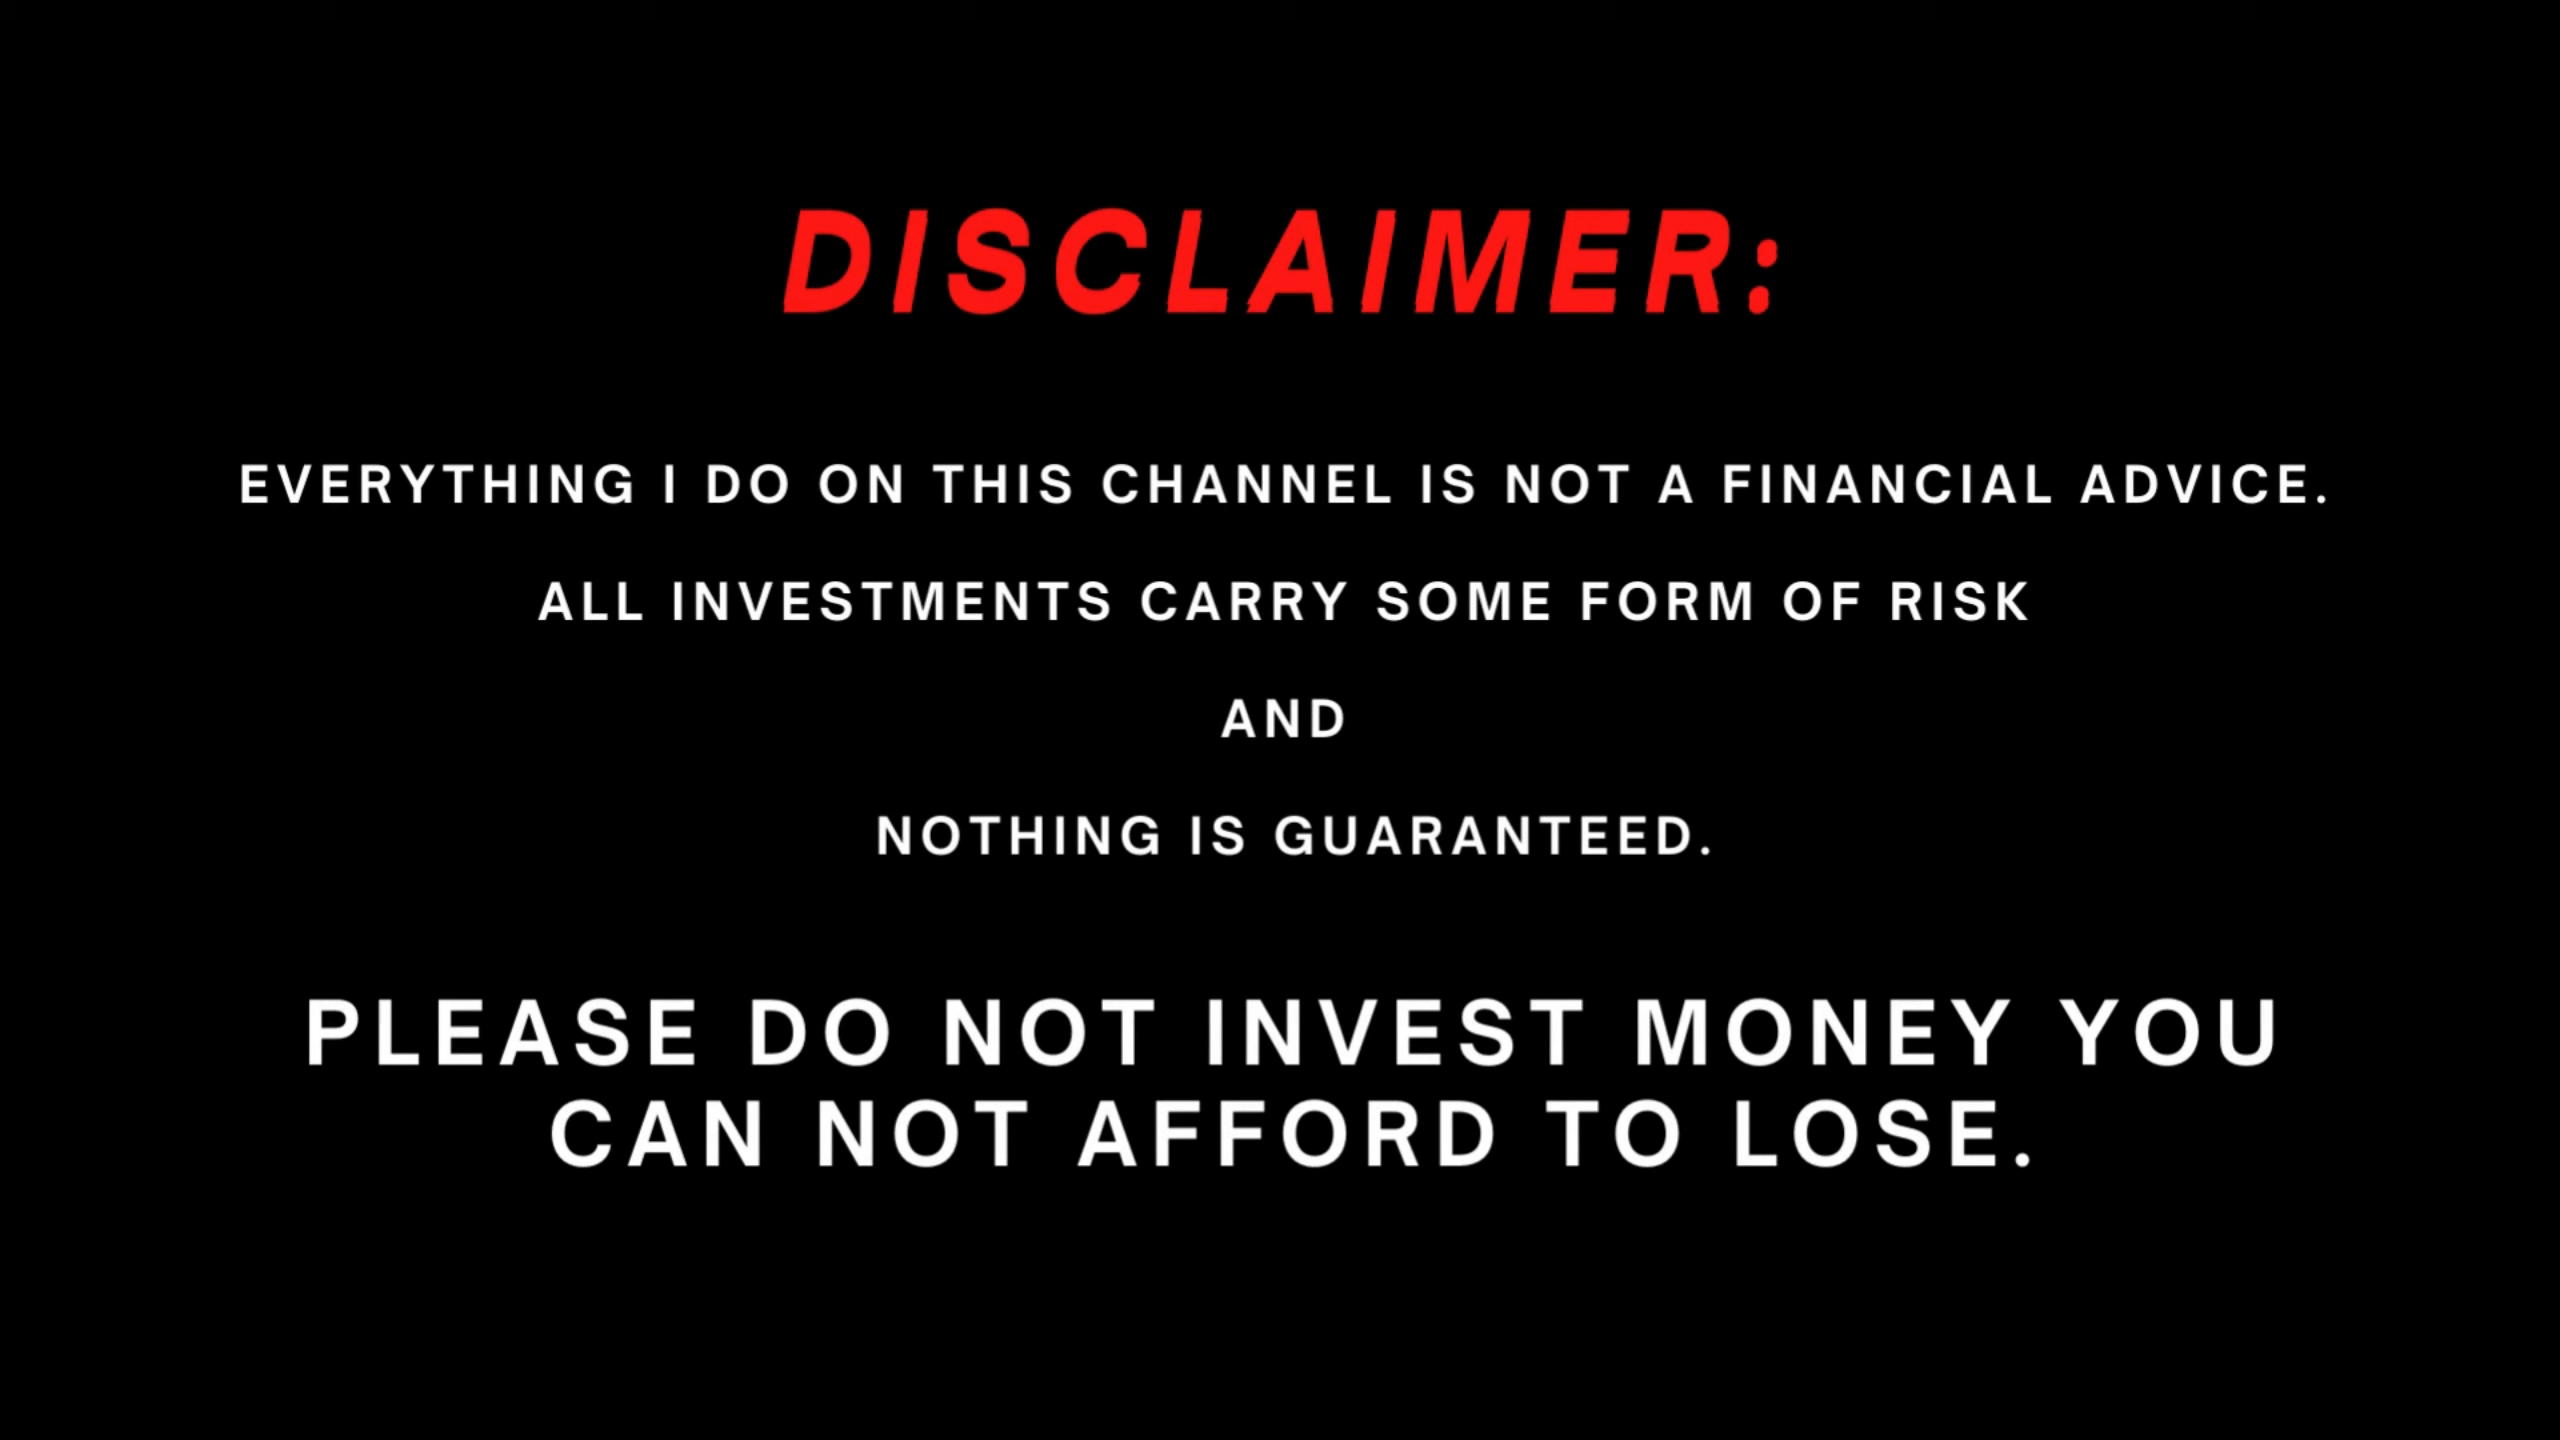 DISCLAIMER:
EVERYTHING I DO ON THIS CHANNEL IS NOT A FINANCIAL ADVICE.
ALL INVESTMENTS CARRY SOME FORM OF RISK
AND
NOTHING IS GUARANTEED.
PLEASE DO NOT INVEST MONEY YOU
CAN NOT AFFORD TO LOSE.